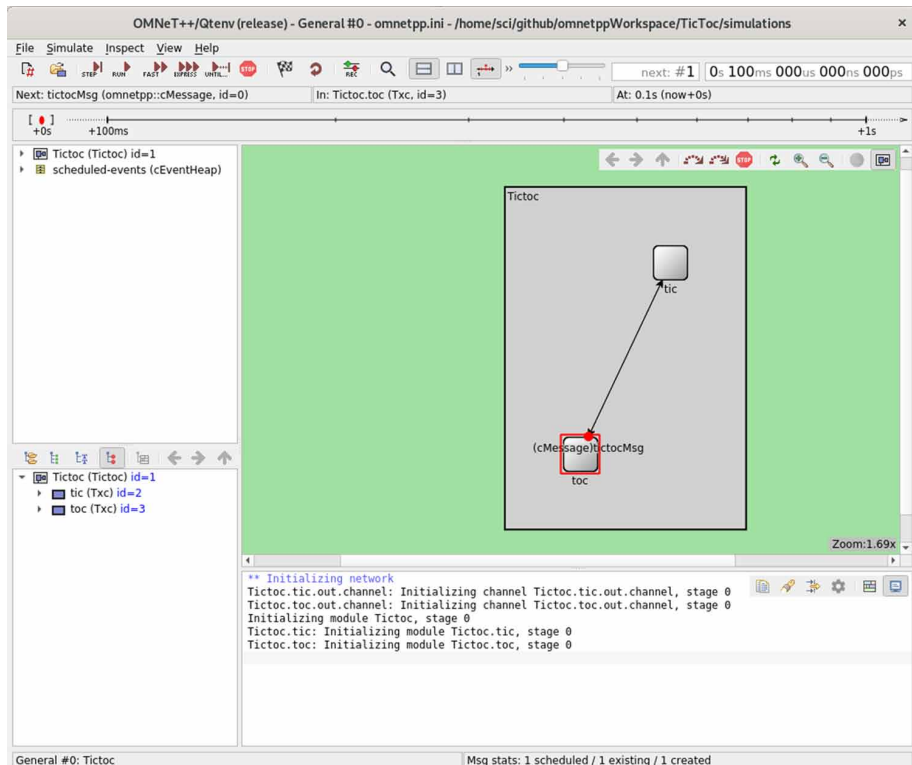 OMNeT++/Qtenv (release) - General #0 - omnetpp.ini - /home/sci/github/omnetppWorkspace/TicToc/simulations
File Simulate Inspect View Help
STEP RUN FAST EXPRESS UNTIL... STOP REC next: #1 0s 100ms 000us 000ns 000ps
Next: tictocMsg (omnetpp::cMessage, id=0) In: Tictoc.toc (Txc, id=3) At: 0.1s (now+0s)
+0s +100ms +1s
Tictoc (Tictoc) id=1
scheduled-events (cEventHeap)
STOP
Tictoc
tic
(cMessage)tictocMsg
toc
Zoom:1.69x
Tictoc (Tictoc) id=1
tic (Txc) id=2
toc (Txc) id=3
** Initializing network
Tictoc.tic.out.channel: Initializing channel Tictoc.tic.out.channel, stage 0
Tictoc.toc.out.channel: Initializing channel Tictoc.toc.out.channel, stage 0
Initializing module Tictoc, stage 0
Tictoc.tic: Initializing module Tictoc.tic, stage 0
Tictoc.toc: Initializing module Tictoc.toc, stage 0
General #0: Tictoc Msg stats: 1 scheduled / 1 existing / 1 created